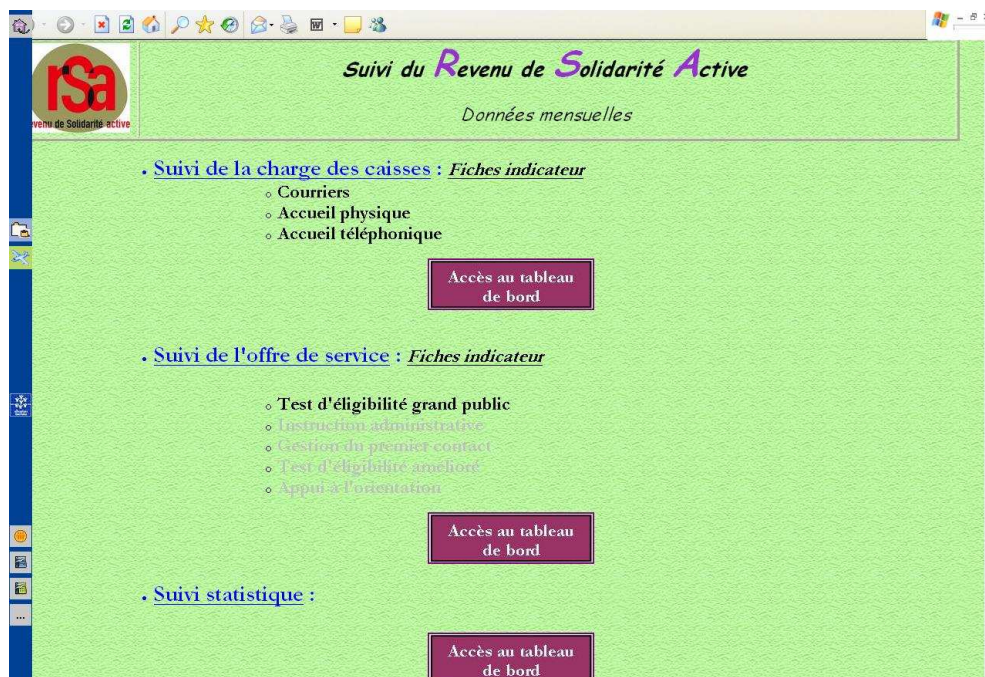 Suivi du Revenu de Solidarité Active
Données mensuelles
rSa
evenu de Solidarité active
• Suivi de la charge des caisses : Fiches indicateur
Courriers
Accueil physique
Accueil téléphonique
Accès au tableau
de bord
• Suivi de l'offre de service : Fiches indicateur
Test d'éligibilité grand public
Instruction administrative
Gestion du premier contact
Test d'éligibilité amélioré
Appui à l'orientation
Accès au tableau
de bord
• Suivi statistique :
Accès au tableau
de bord
...